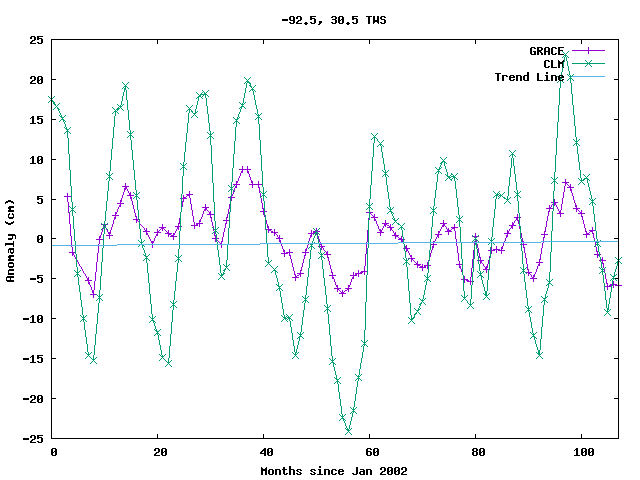 -92.5, 30.5 TWS
GRACE
CLM
Trend Line
25
20
15
10
5
0
-5
-10
-15
-20
-25
Anomaly (cm)
0 20 40 60 80 100
Months since Jan 2002